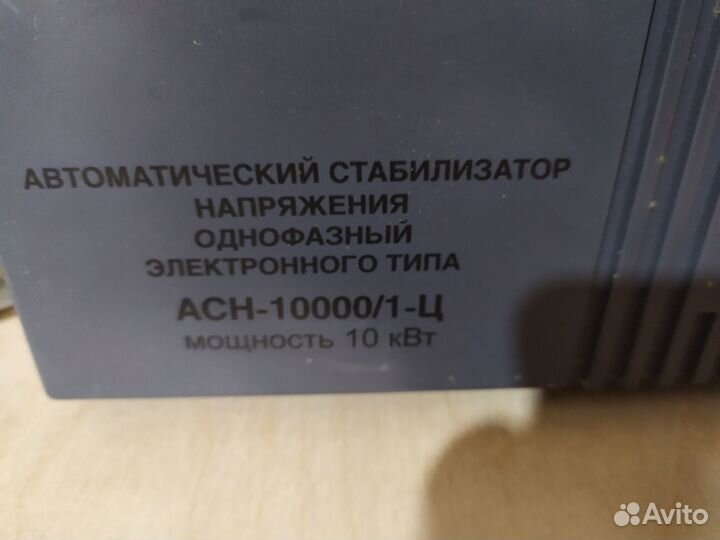 АВТОМАТИЧЕСКИЙ СТАБИЛИЗАТОР
НАПРЯЖЕНИЯ
ОДНОФАЗНЫЙ
ЭЛЕКТРОННОГО ТИПА
АСН-10000/1-Ц
мощность 10 кВт
Avito